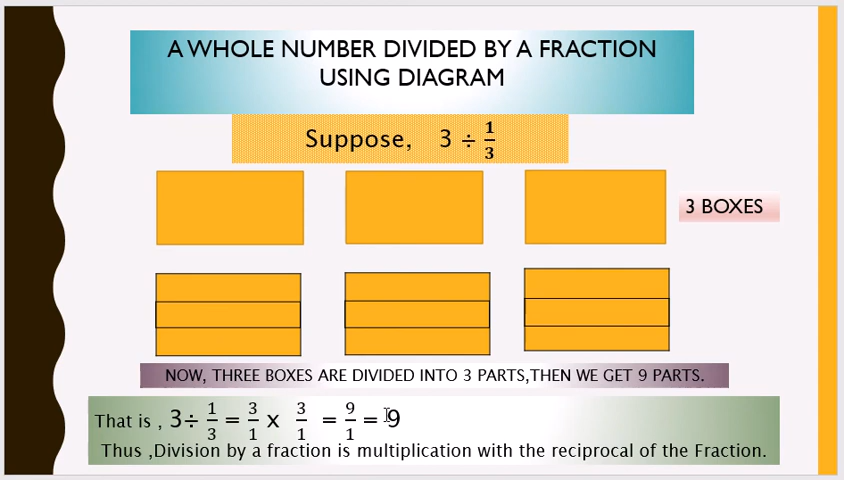 A WHOLE NUMBER DIVIDED BY A FRACTION
USING DIAGRAM
Suppose, 3 ÷ 1/3
3 BOXES
NOW, THREE BOXES ARE DIVIDED INTO 3 PARTS,THEN WE GET 9 PARTS.
That is , 3÷ 1/3 = 3/1 x 3/1 = 9/1 = 9
Thus ,Division by a fraction is multiplication with the reciprocal of the Fraction.